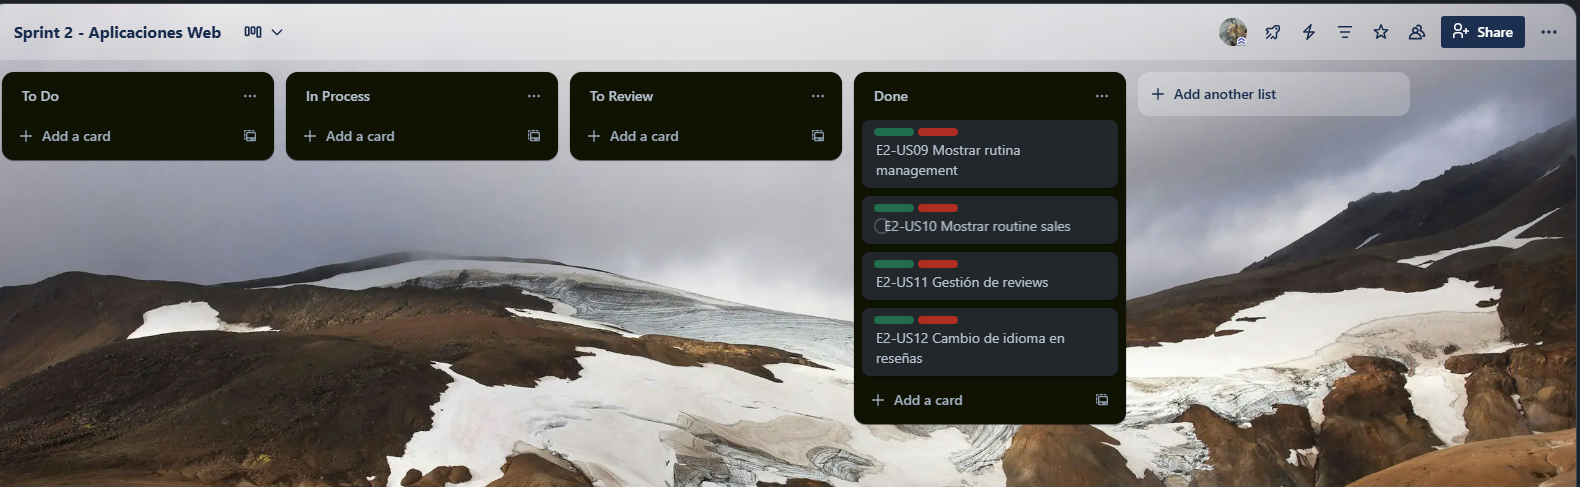 Sprint 2 - Aplicaciones Web
Share
To Do
Add a card
In Process
Add a card
To Review
Add a card
Done
E2-US09 Mostrar rutina
management
E2-US10 Mostrar routine sales
E2-US11 Gestión de reviews
E2-US12 Cambio de idioma en
reseñas
Add a card
Add another list